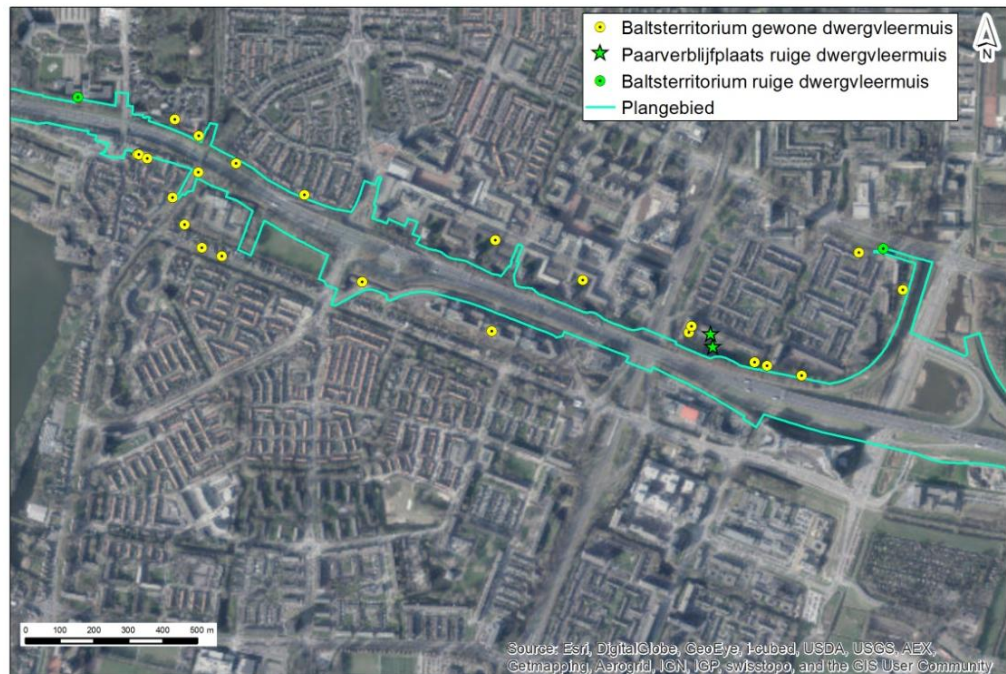 Baltsterritorium gewone dwergvleermuis
Paarverblijfplaats ruige dwergvleermuis
Baltsterritorium ruige dwergvleermuis
Plangebied
N
0 100 200 300 400 500 m
Source: Esri, DigitalGlobe, GeoEye, i-cubed, USDA, USGS, AEX,
Getmapping, Aerogrid, IGN, IGP, swisstopo, and the GIS User Community